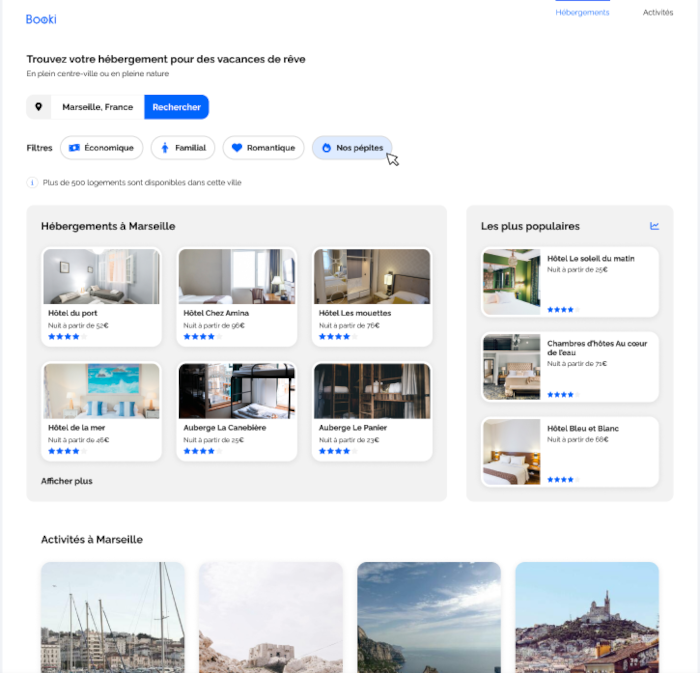 Booki
Hébergements
Activités
Trouvez votre hébergement pour des vacances de rêve
En plein centre-ville ou en pleine nature
Marseille, France
Rechercher
Filtres
Économique
Familial
Romantique
Nos pépites
i
Plus de 500 logements sont disponibles dans cette ville
Hébergements à Marseille
Hôtel du port
Nuit à partir de 52€
Hôtel Chez Amina
Nuit à partir de 96€
Hôtel Les mouettes
Nuit à partir de 76€
Hôtel de la mer
Nuit à partir de 46€
Auberge La Canebière
Nuit à partir de 25€
Auberge Le Panier
Nuit à partir de 23€
Afficher plus
Les plus populaires
Hôtel Le soleil du matin
Nuit à partir de 25€
Chambres d'hôtes Au cœur
de l'eau
Nuit à partir de 71€
Hôtel Bleu et Blanc
Nuit à partir de 68€
Activités à Marseille